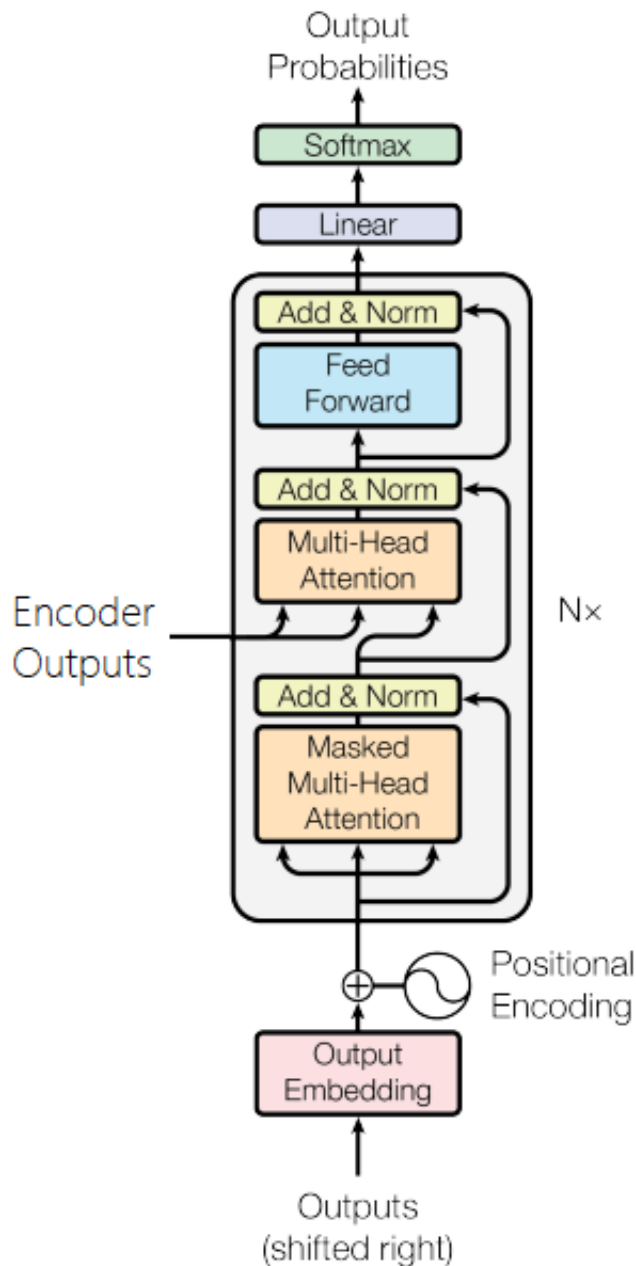 Output
Probabilities
Softmax
Linear
Add & Norm
Feed
Forward
Add & Norm
Multi-Head
Attention
Encoder
Outputs
N×
Add & Norm
Masked
Multi-Head
Attention
Positional
Encoding
Output
Embedding
Outputs
(shifted right)